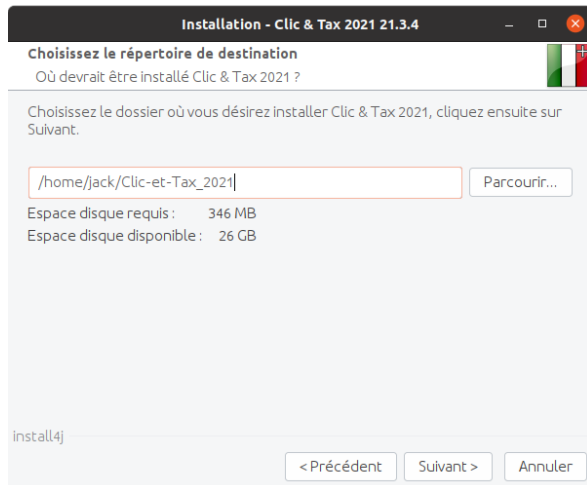 Installation - Clic & Tax 2021 21.3.4
Choisissez le répertoire de destination
Où devrait être installé Clic & Tax 2021 ?
Choisissez le dossier où vous désirez installer Clic & Tax 2021, cliquez ensuite sur
Suivant.
/home/jack/Clic-et-Tax_2021
Parcourir...
Espace disque requis : 346 MB
Espace disque disponible : 26 GB
install4j
< Précédent
Suivant >
Annuler